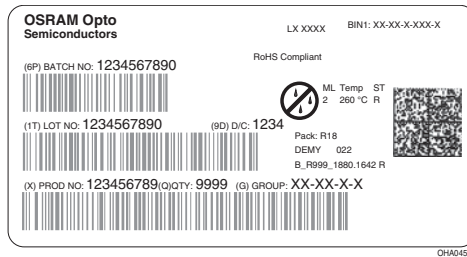 OSRAM Opto
Semiconductors
LX XXXX BIN1: XX-XX-X-XXX-X
RoHS Compliant
(6P) BATCH NO: 1234567890
ML Temp ST
2 260 °C R
(1T) LOT NO: 1234567890 (9D) D/C: 1234
Pack: R18
DEMY 022
B_R999_1880.1642 R
(X) PROD NO: 123456789(Q)QTY: 9999 (G) GROUP: XX-XX-X-X
OHA04563